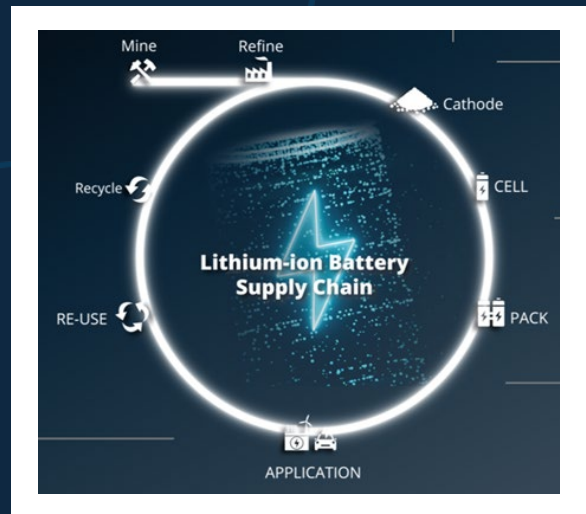 Mine
Refine
Cathode
Recycle
CELL
Lithium-ion Battery
Supply Chain
RE-USE
PACK
APPLICATION